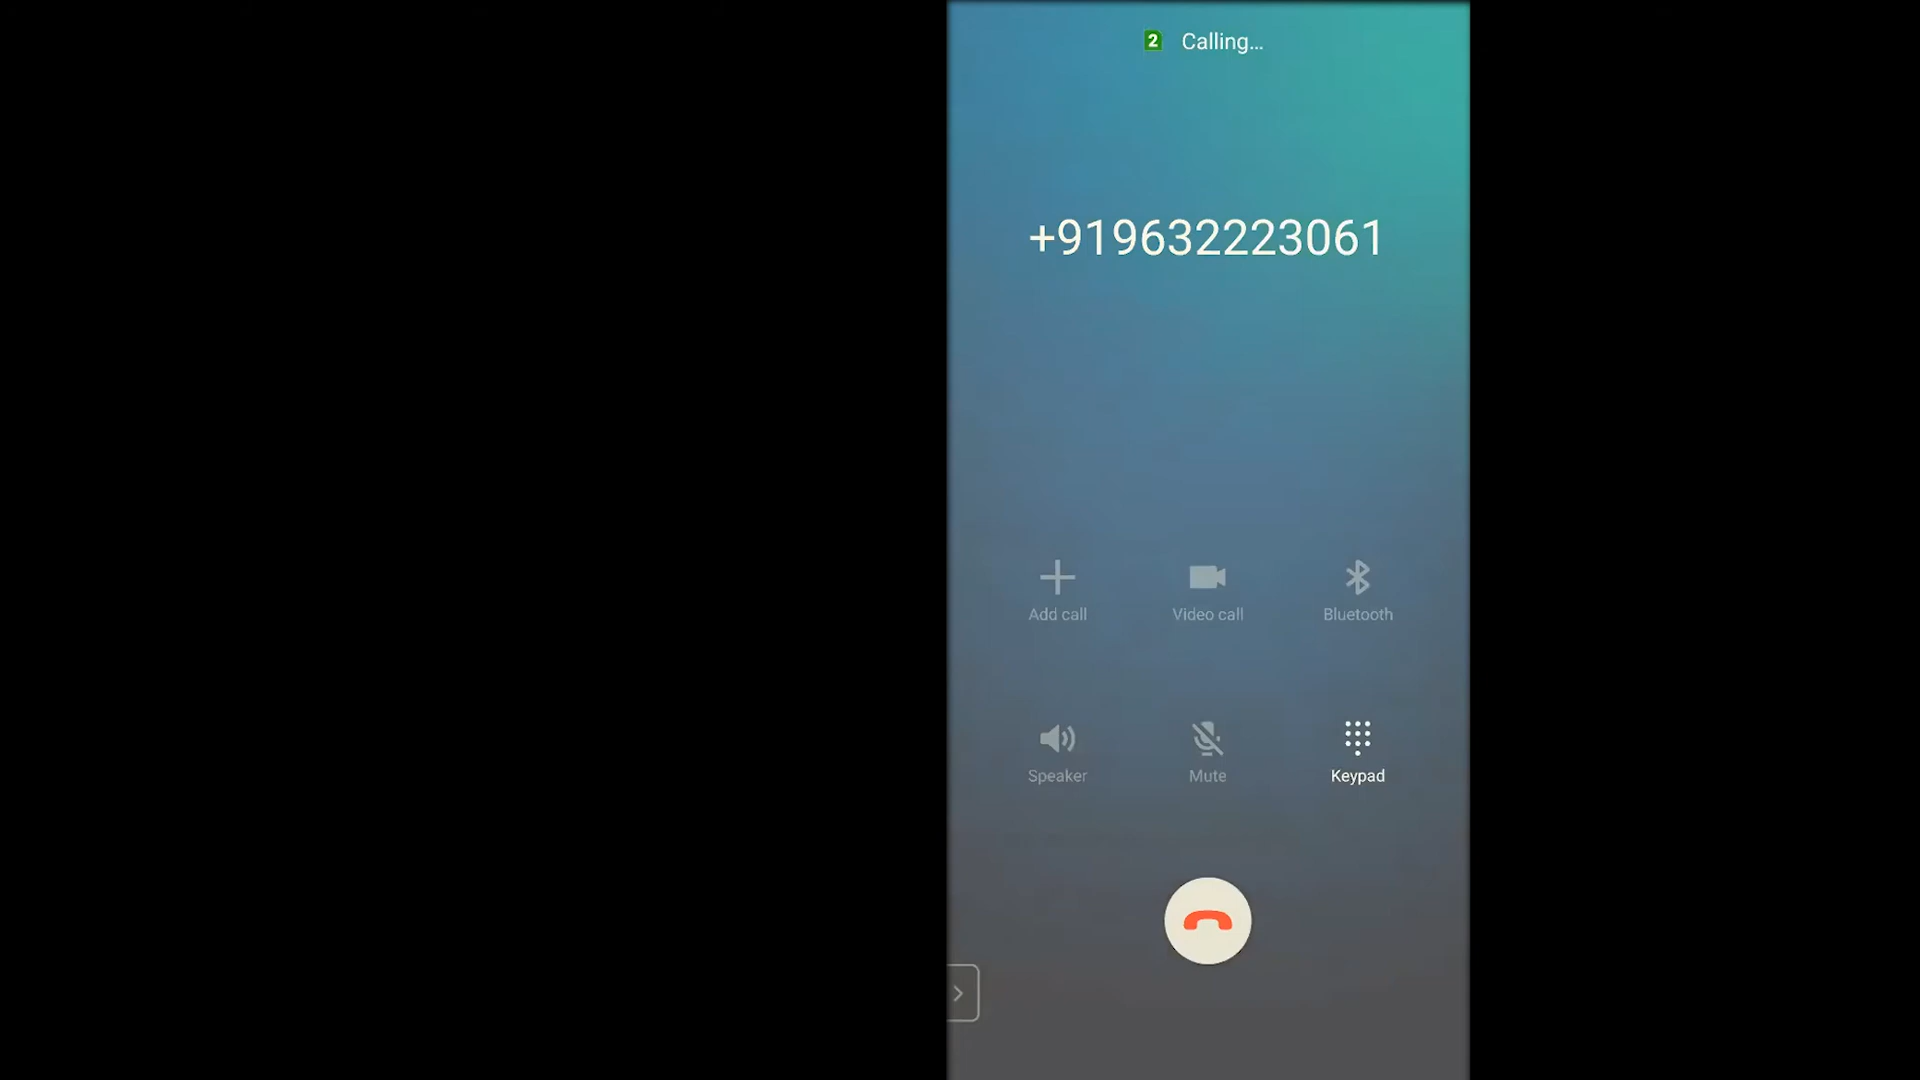 2 Calling...
+919632223061
Add call Video call Bluetooth
Speaker Mute Keypad